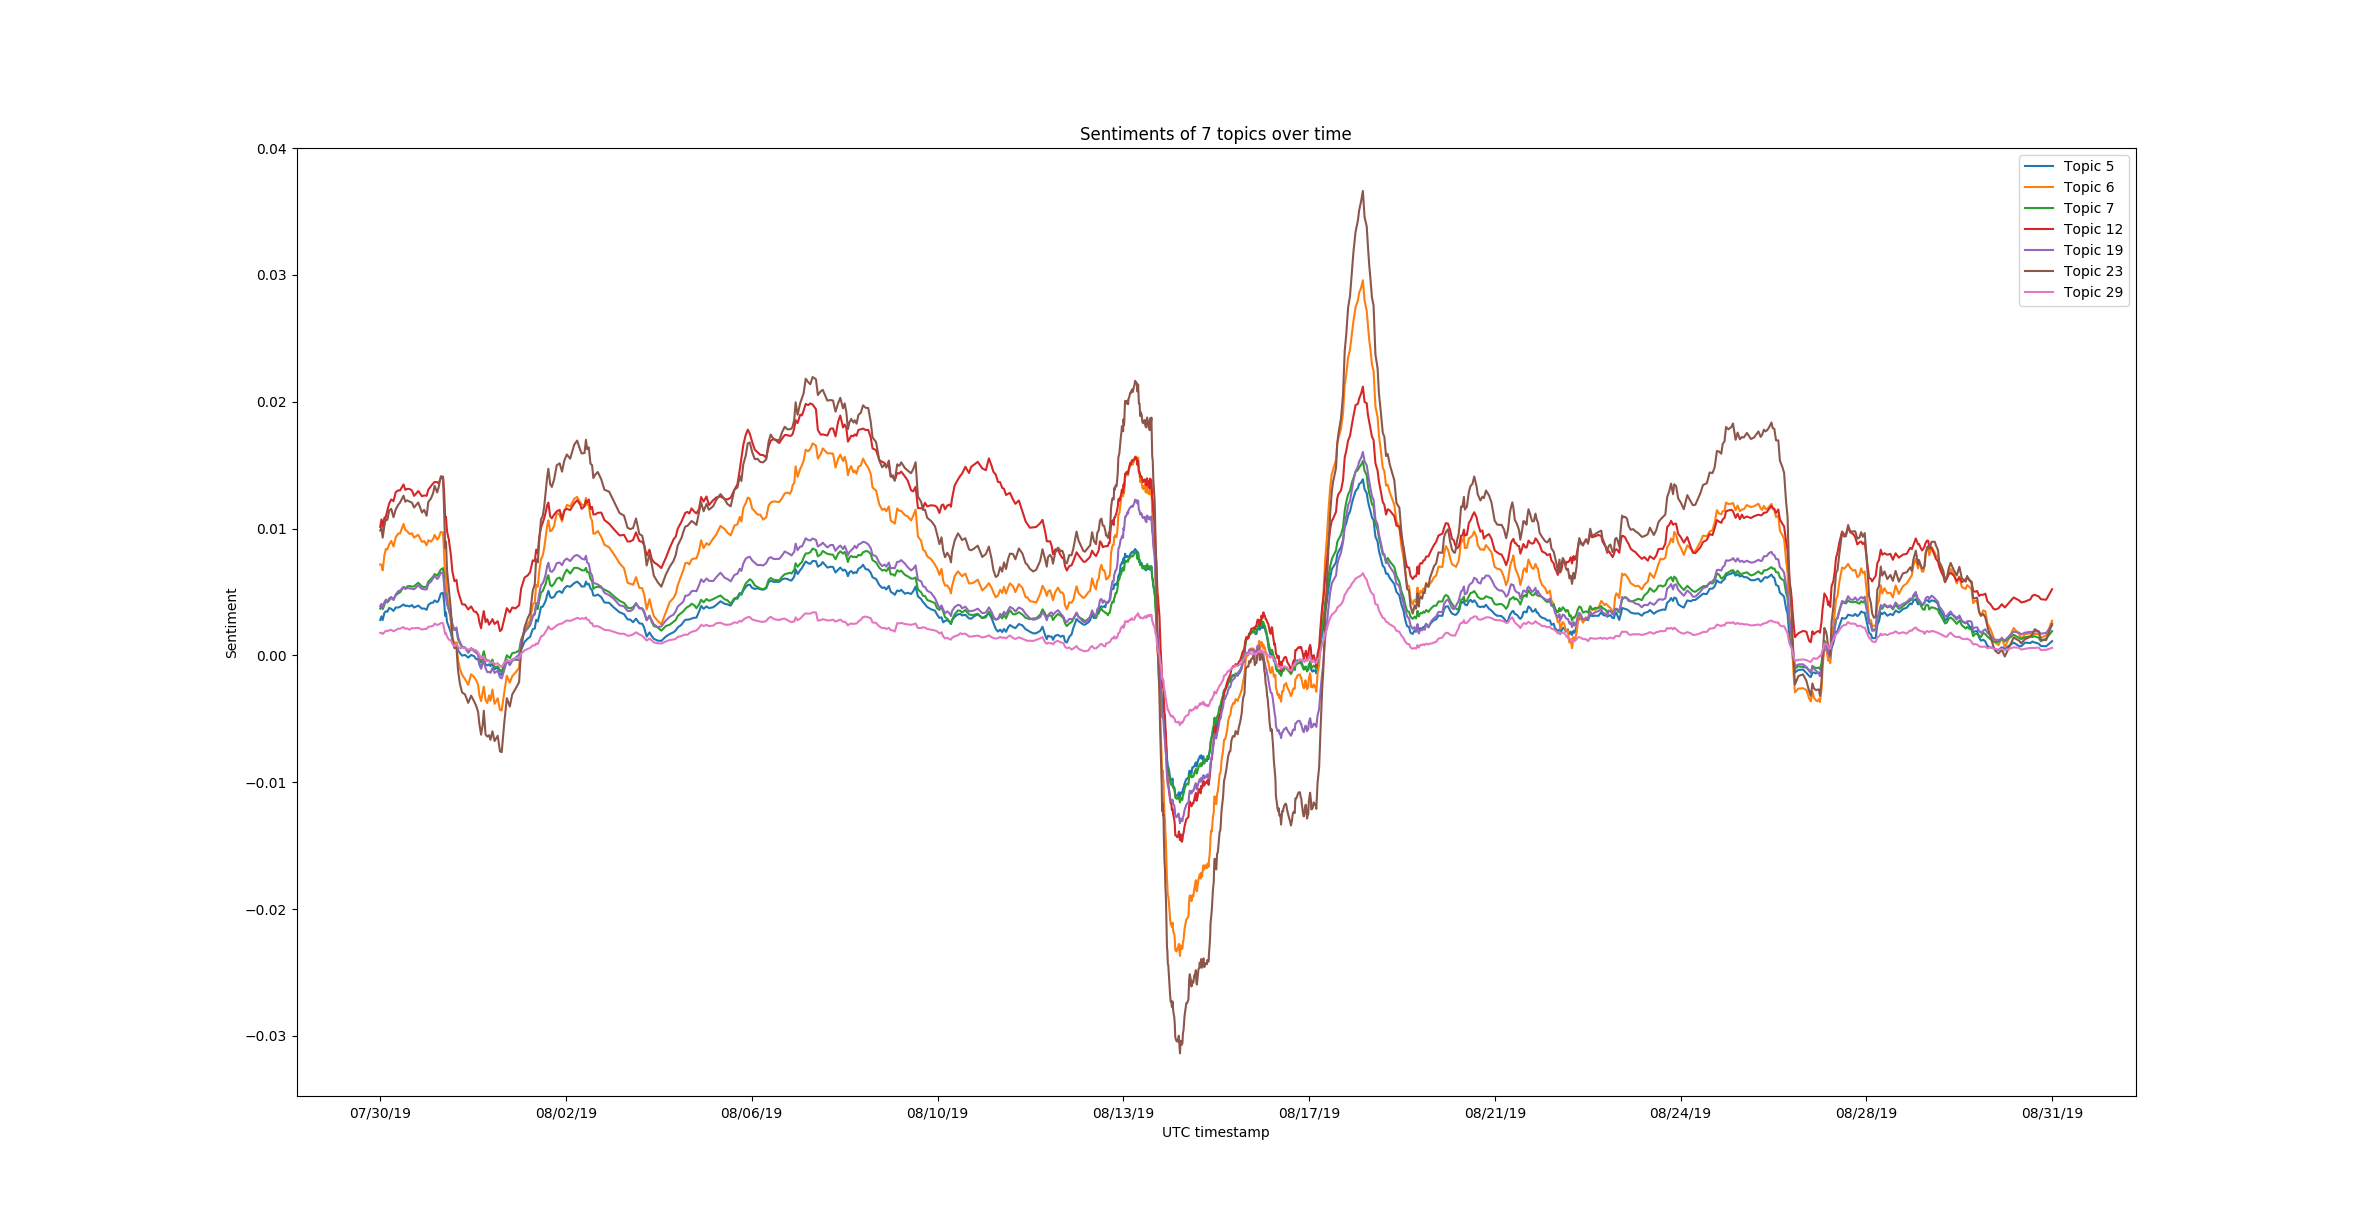 Sentiments of 7 topics over time
0.04
0.03
0.02
0.01
0.00
−0.01
−0.02
−0.03
Sentiment
Topic 5
Topic 6
Topic 7
Topic 12
Topic 19
Topic 23
Topic 29
07/30/19 08/02/19 08/06/19 08/10/19 08/13/19 08/17/19 08/21/19 08/24/19 08/28/19 08/31/19
UTC timestamp